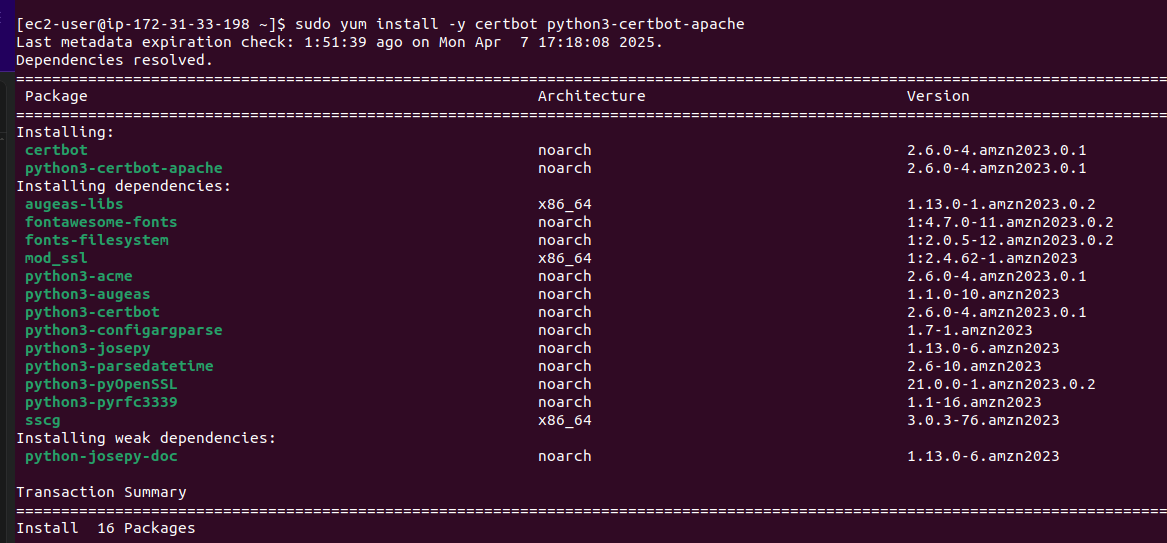 [ec2-user@ip-172-31-33-198 ~]$ sudo yum install -y certbot python3-certbot-apache
Last metadata expiration check: 1:51:39 ago on Mon Apr  7 17:18:08 2025.
Dependencies resolved.
================================================================================================================================
Package Architecture Version
================================================================================================================================
Installing:
certbot noarch 2.6.0-4.amzn2023.0.1
python3-certbot-apache noarch 2.6.0-4.amzn2023.0.1
Installing dependencies:
augeas-libs x86_64 1.13.0-1.amzn2023.0.2
fontawesome-fonts noarch 1:4.7.0-11.amzn2023.0.2
fonts-filesystem noarch 1:2.0.5-12.amzn2023.0.2
mod_ssl x86_64 1:2.4.62-1.amzn2023
python3-acme noarch 2.6.0-4.amzn2023.0.1
python3-augeas noarch 1.1.0-10.amzn2023
python3-certbot noarch 2.6.0-4.amzn2023.0.1
python3-configargparse noarch 1.7-1.amzn2023
python3-josepy noarch 1.13.0-6.amzn2023
python3-parsedatetime noarch 2.6-10.amzn2023
python3-pyOpenSSL noarch 21.0.0-1.amzn2023.0.2
python3-pyrfc3339 noarch 1.1-16.amzn2023
sscg x86_64 3.0.3-76.amzn2023
Installing weak dependencies:
python-josepy-doc noarch 1.13.0-6.amzn2023
Transaction Summary
================================================================================================================================
Install  16 Packages